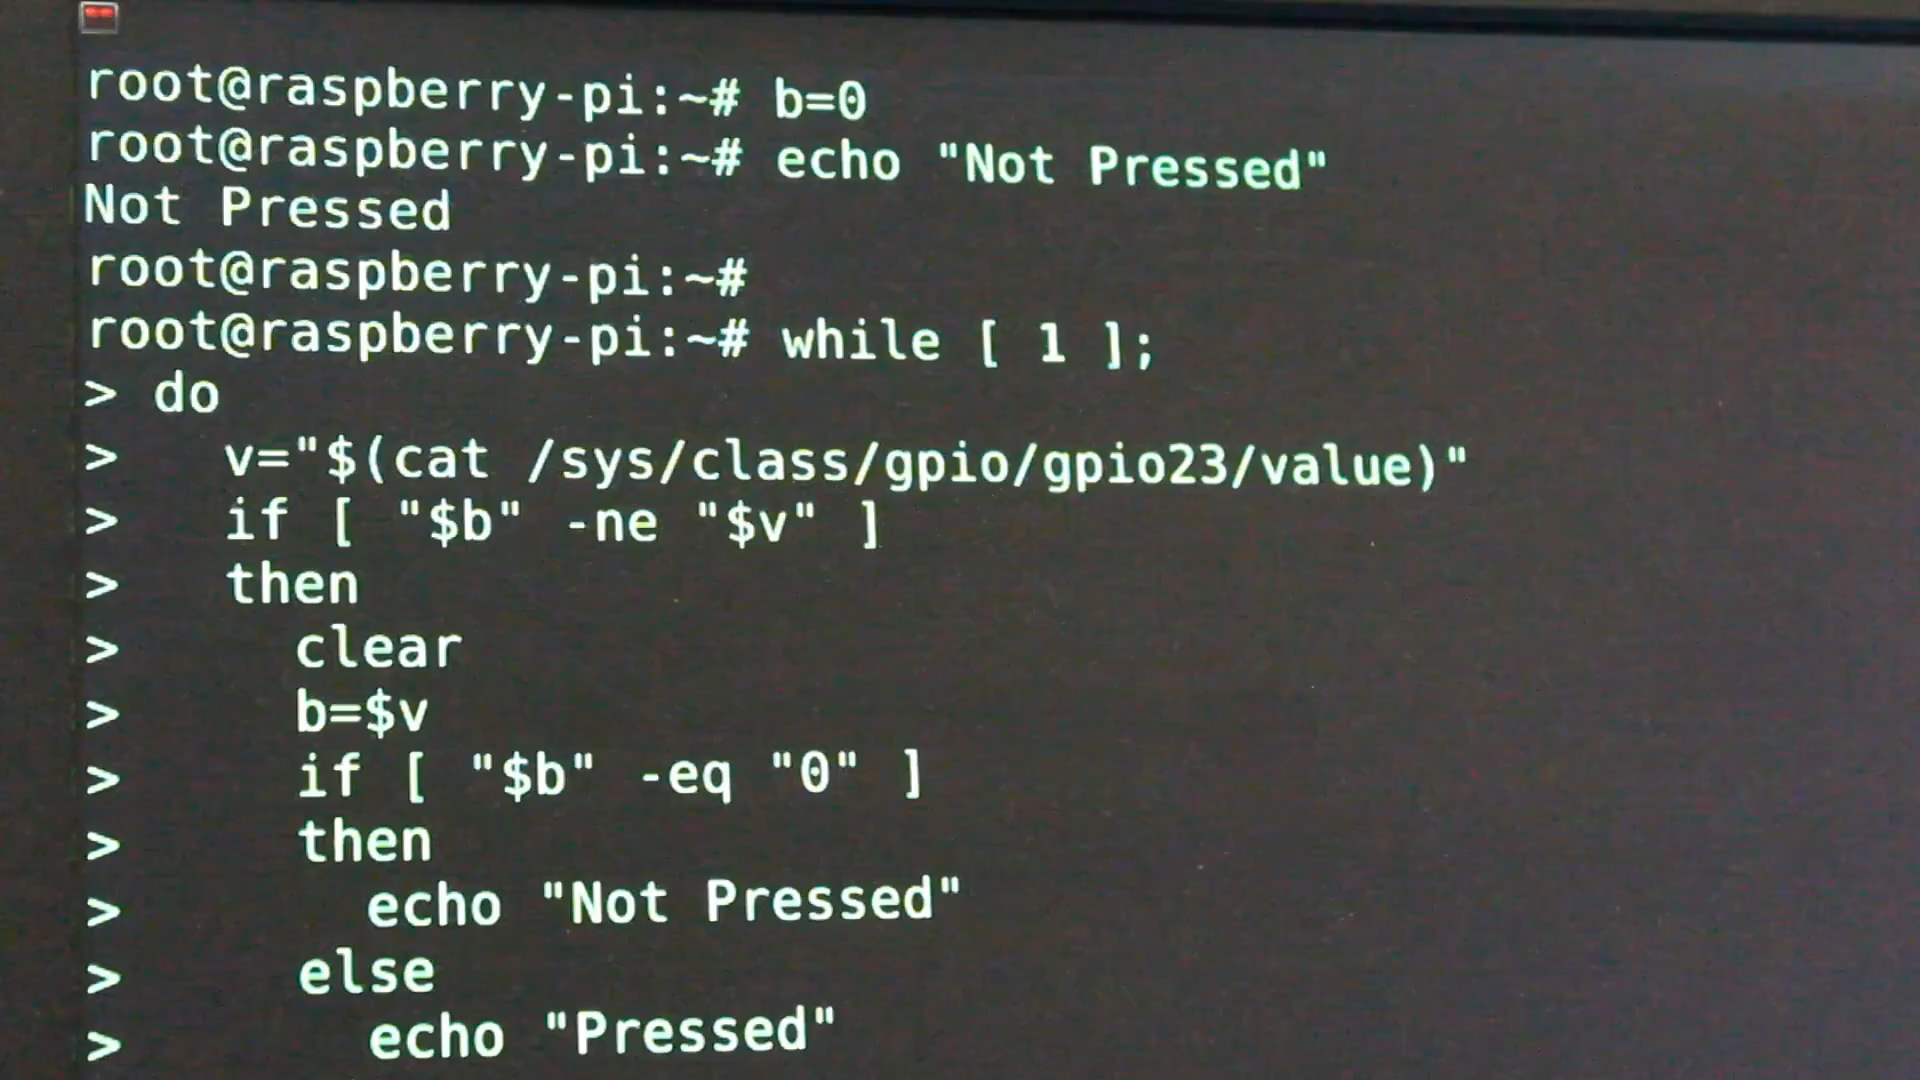 root@raspberry-pi:~# b=0
root@raspberry-pi:~# echo "Not Pressed"
Not Pressed
root@raspberry-pi:~#
root@raspberry-pi:~# while [ 1 ];
> do
>   v="$(cat /sys/class/gpio/gpio23/value)"
>   if [ "$b" -ne "$v" ]
>   then
>     clear
>     b=$v
>     if [ "$b" -eq "0" ]
>     then
>       echo "Not Pressed"
>     else
>       echo "Pressed"